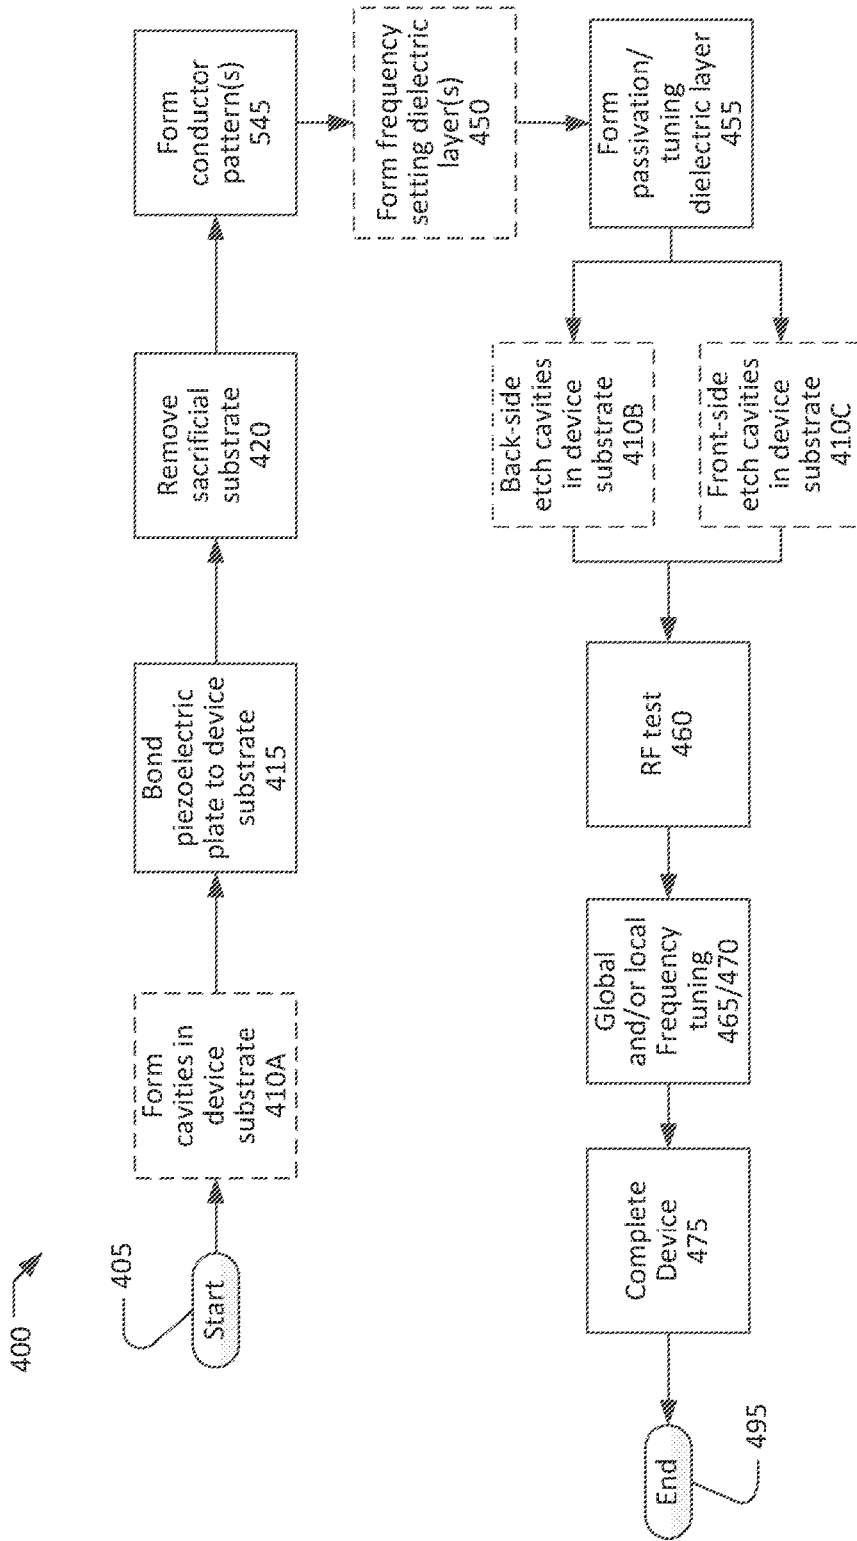 400
405
Start
Form
cavities in
device
substrate
410A
Bond
piezoelectric
plate to device
substrate
415
Remove
sacrificial
substrate
420
Form
conductor
pattern(s)
545
Form frequency
setting dielectric
layer(s)
450
Form
passivation/
tuning
dielectric layer
455
Back-side
etch cavities
in device
substrate
410B
Front-side
etch cavities
in device
substrate
410C
RF test
460
Global
and/or local
Frequency
tuning
465/470
Complete
Device
475
End
495